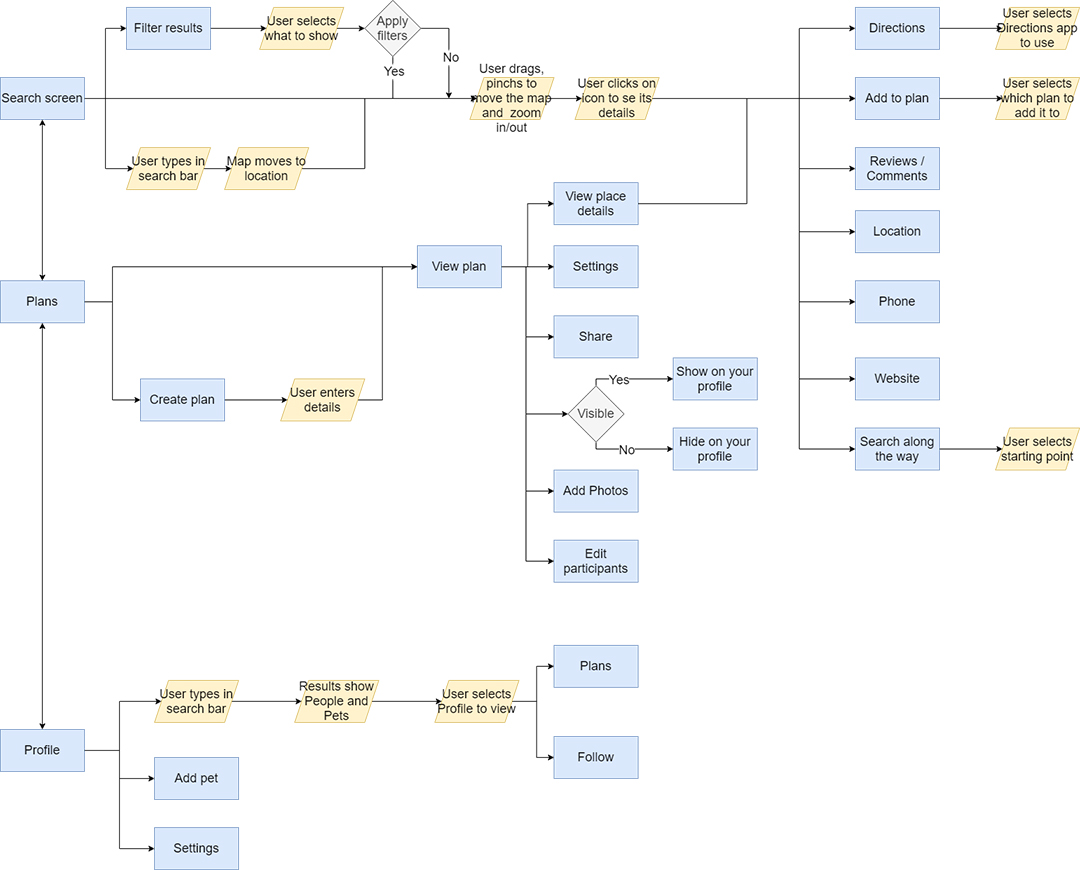 Filter results
User selects
what to show
Apply
filters
Yes
No
Search screen
User drags,
pinchs to
move the map
and zoom
in/out
User clicks on
icon to se its
details
User types in
search bar
Map moves to
location
Directions
User selects
Directions app
to use
Add to plan
User selects
which plan to
add it to
Reviews /
Comments
Location
Phone
Website
Search along
the way
User selects
starting point
Plans
View plan
Create plan
User enters
details
View place
details
Settings
Share
Visible
Yes
Show on your
profile
No
Hide on your
profile
Add Photos
Edit
participants
Profile
User types in
search bar
Results show
People and
Pets
User selects
Profile to view
Plans
Follow
Add pet
Settings